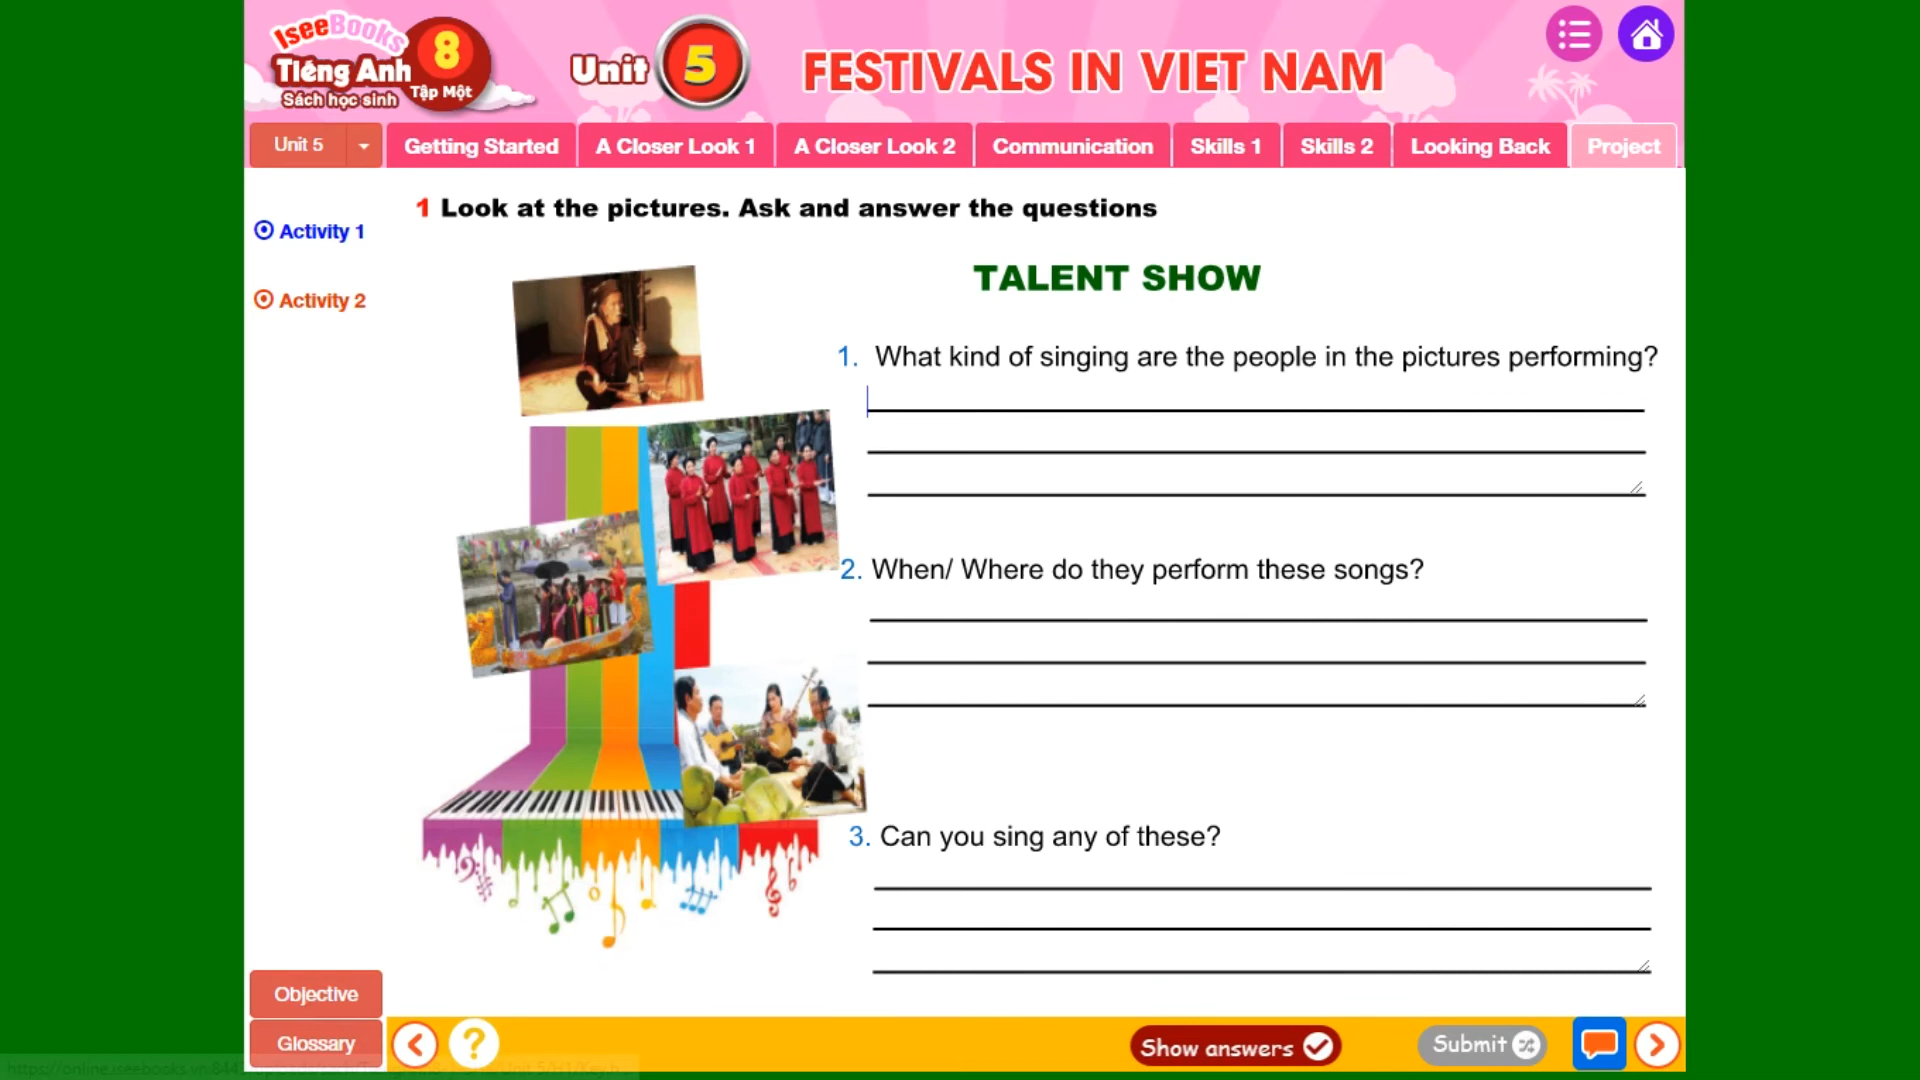 IseeBooks
Tiếng Anh 8
Sách học sinh Tập Một
Unit 5
FESTIVALS IN VIET NAM
Unit 5
Getting Started
A Closer Look 1
A Closer Look 2
Communication
Skills 1
Skills 2
Looking Back
Project
Activity 1
Activity 2
1 Look at the pictures. Ask and answer the questions
TALENT SHOW
1. What kind of singing are the people in the pictures performing?
2. When/ Where do they perform these songs?
3. Can you sing any of these?
Objective
Glossary
?
Show answers
Submit